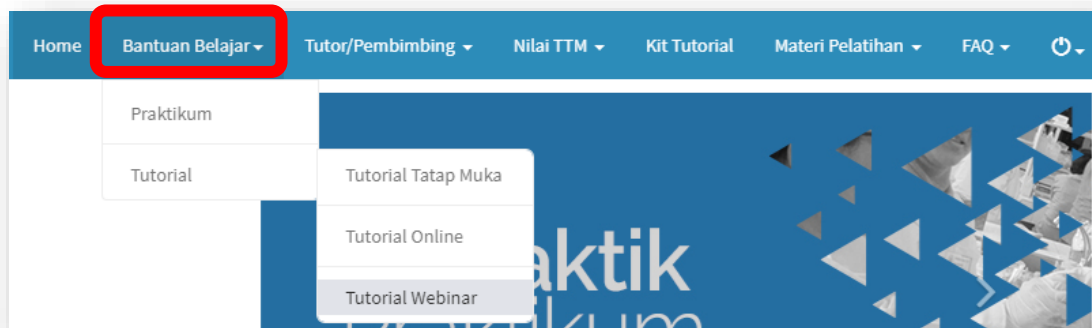 Home Bantuan Belajar Tutor/Pembimbing Nilai TTM Kit Tutorial Materi Pelatihan FAQ
Praktikum
Tutorial
Tutorial Tatap Muka
Tutorial Online
Tutorial Webinar